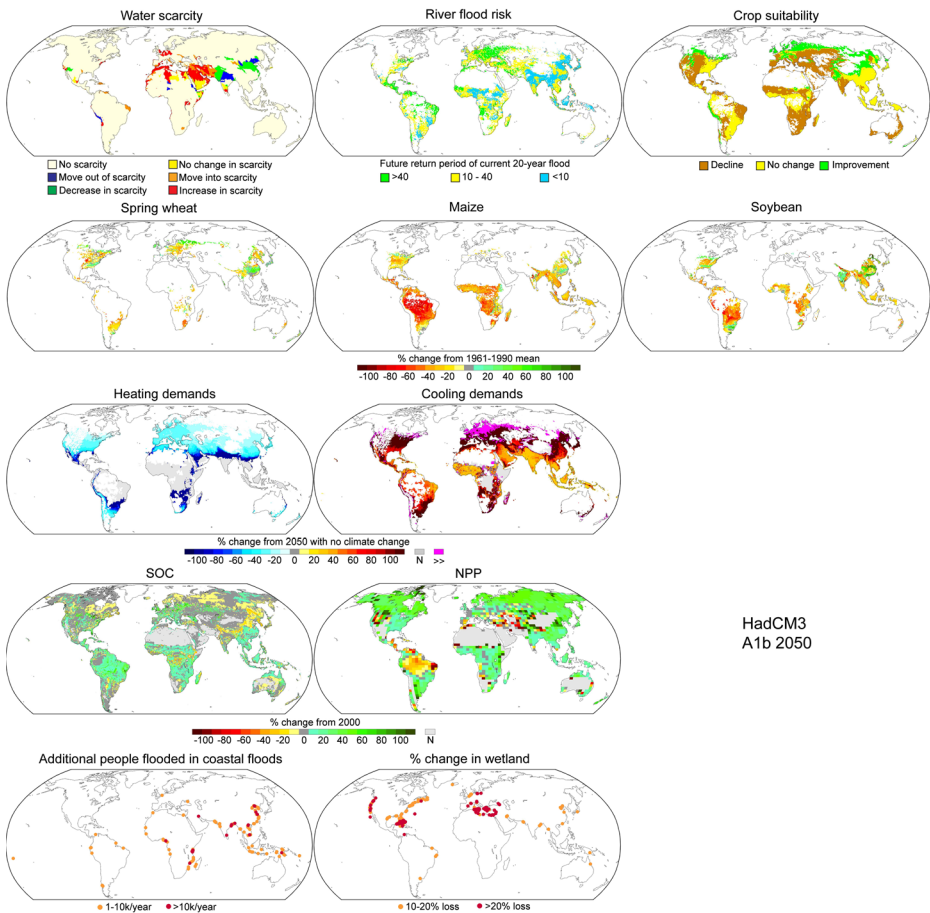 Water scarcity
River flood risk
Crop suitability
No scarcity
No change in scarcity
Move out of scarcity
Move into scarcity
Decrease in scarcity
Increase in scarcity
Future return period of current 20-year flood
>40
10 - 40
<10
Decline
No change
Improvement
Spring wheat
Maize
Soybean
% change from 1961-1990 mean
-100 -80 -60 -40 -20 0 20 40 60 80 100
Heating demands
Cooling demands
% change from 2050 with no climate change
-100 -80 -60 -40 -20 0 20 40 60 80 100 N >>
SOC
NPP
HadCM3
A1b 2050
% change from 2000
-100 -80 -60 -40 -20 0 20 40 60 80 100 N
Additional people flooded in coastal floods
% change in wetland
1-10k/year
>10k/year
10-20% loss
>20% loss